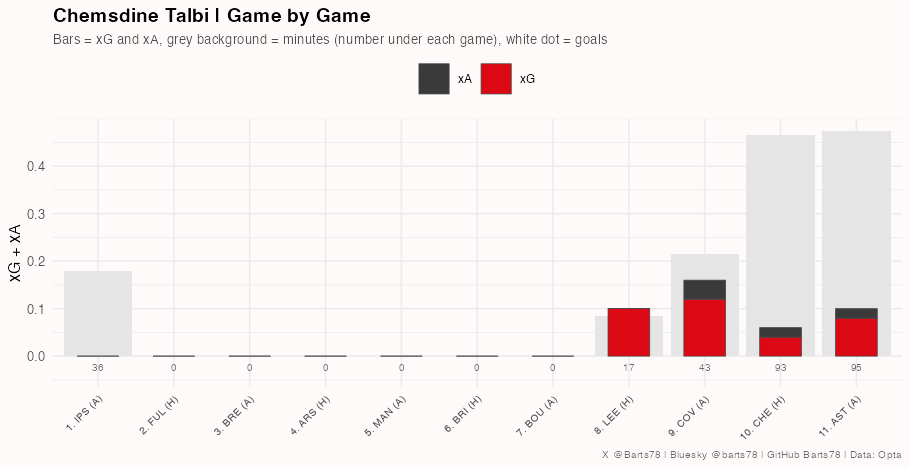 Chemsdine Talbi | Game by Game
Bars = xG and xA, grey background = minutes (number under each game), white dot = goals
xA xG
xG + xA
0.4
0.3
0.2
0.1
0.0
36 0 0 0 0 0 0 17 43 93 95
1. IPS (A) 2. FUL (H) 3. BRE (A) 4. ARS (H) 5. MAN (A) 6. BRI (H) 7. BOU (A) 8. LEE (H) 9. COV (A) 10. CHE (H) 11. AST (A)
X @Barts78 | Bluesky @barts78 | GitHub Barts78 | Data: Opta